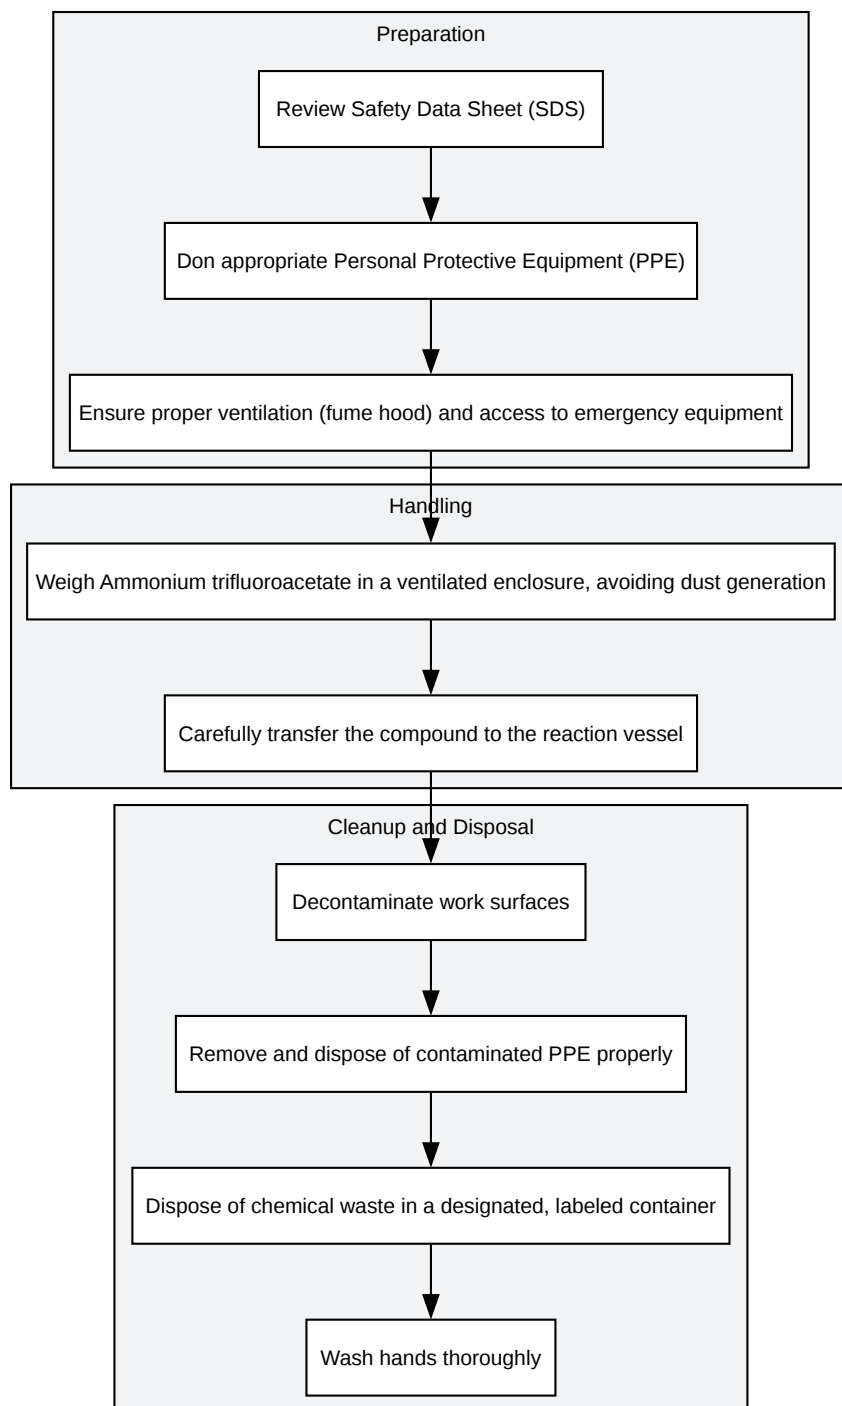 Preparation
Review Safety Data Sheet (SDS)
Don appropriate Personal Protective Equipment (PPE)
Ensure proper ventilation (fume hood) and access to emergency equipment
Handling
Weigh Ammonium trifluoroacetate in a ventilated enclosure, avoiding dust generation
Carefully transfer the compound to the reaction vessel
Cleanup and Disposal
Decontaminate work surfaces
Remove and dispose of contaminated PPE properly
Dispose of chemical waste in a designated, labeled container
Wash hands thoroughly